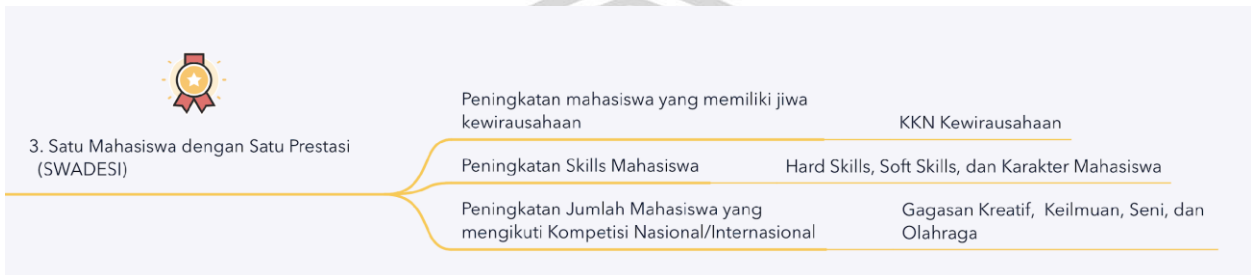 3. Satu Mahasiswa dengan Satu Prestasi
(SWADESI)
Peningkatan mahasiswa yang memiliki jiwa
kewirausahaan
KKN Kewirausahaan
Peningkatan Skills Mahasiswa
Hard Skills, Soft Skills, dan Karakter Mahasiswa
Peningkatan Jumlah Mahasiswa yang
mengikuti Kompetisi Nasional/Internasional
Gagasan Kreatif, Keilmuan, Seni, dan
Olahraga